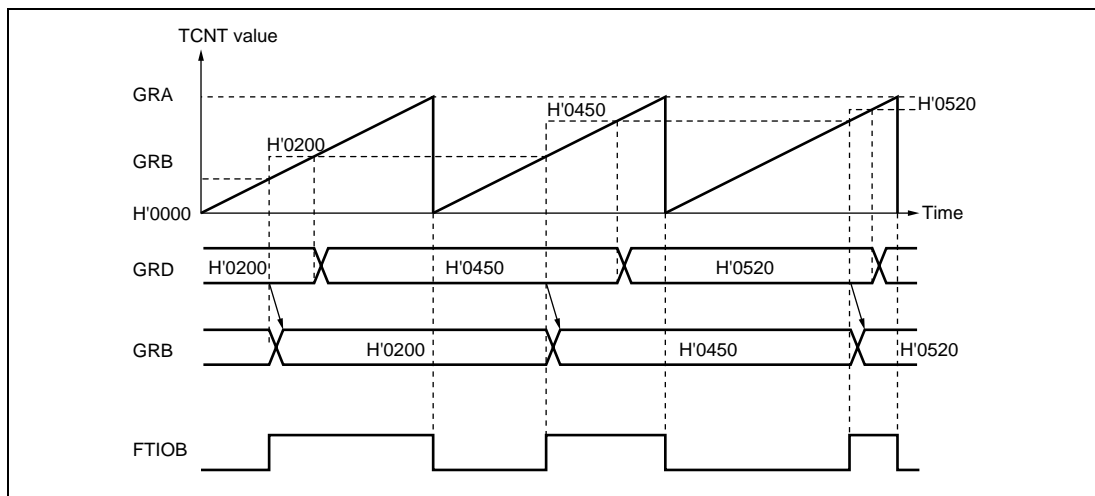 TCNT value
GRA
H'0450
H'0520
H'0200
GRB
H'0000
Time
GRD
H'0200
H'0450
H'0520
GRB
H'0200
H'0450
H'0520
FTIOB